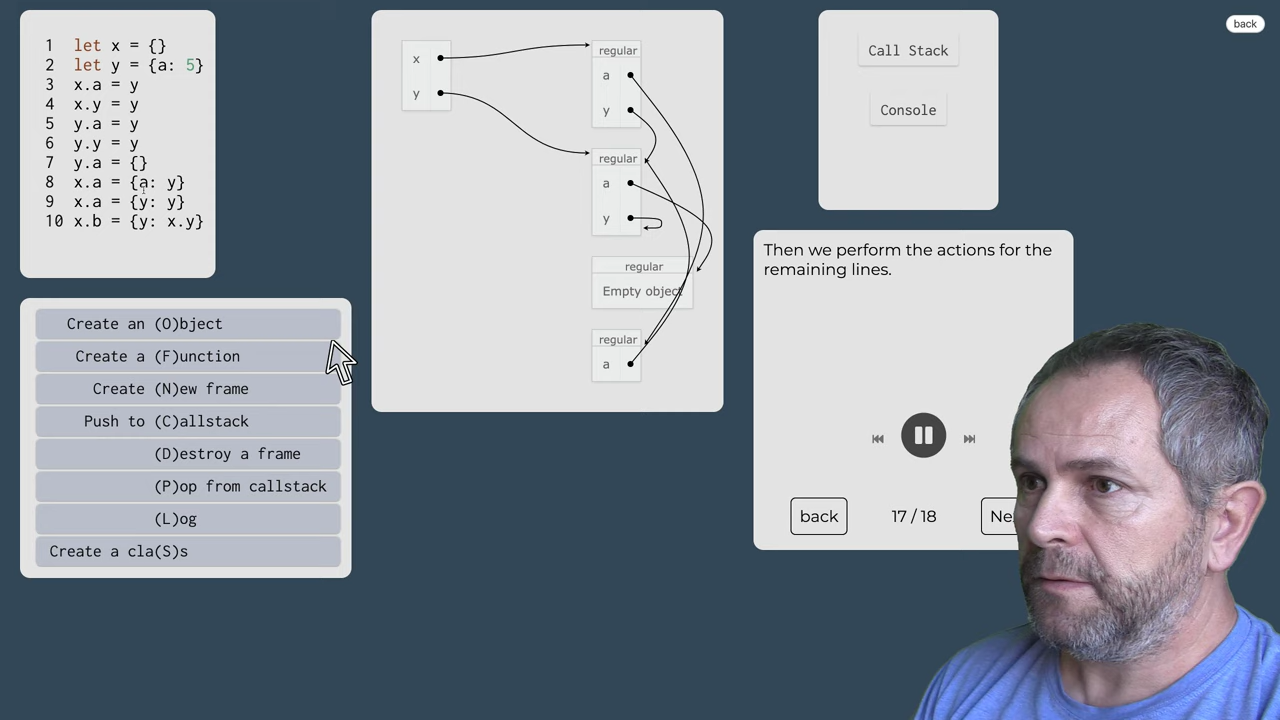 back
1 let x = {}
2 let y = {a: 5}
3 x.a = y
4 x.y = y
5 y.a = y
6 y.y = y
7 y.a = {}
8 x.a = {a: y}
9 x.a = {y: y}
10 x.b = {y: x.y}
Create an (O)bject
Create a (F)unction
Create (N)ew frame
Push to (C)allstack
(D)estroy a frame
(P)op from callstack
(L)og
Create a cla(S)s
x
y
regular
a
y
regular
a
y
regular
Empty object
regular
a
Call Stack
Console
Then we perform the actions for the
remaining lines.
back
17 / 18